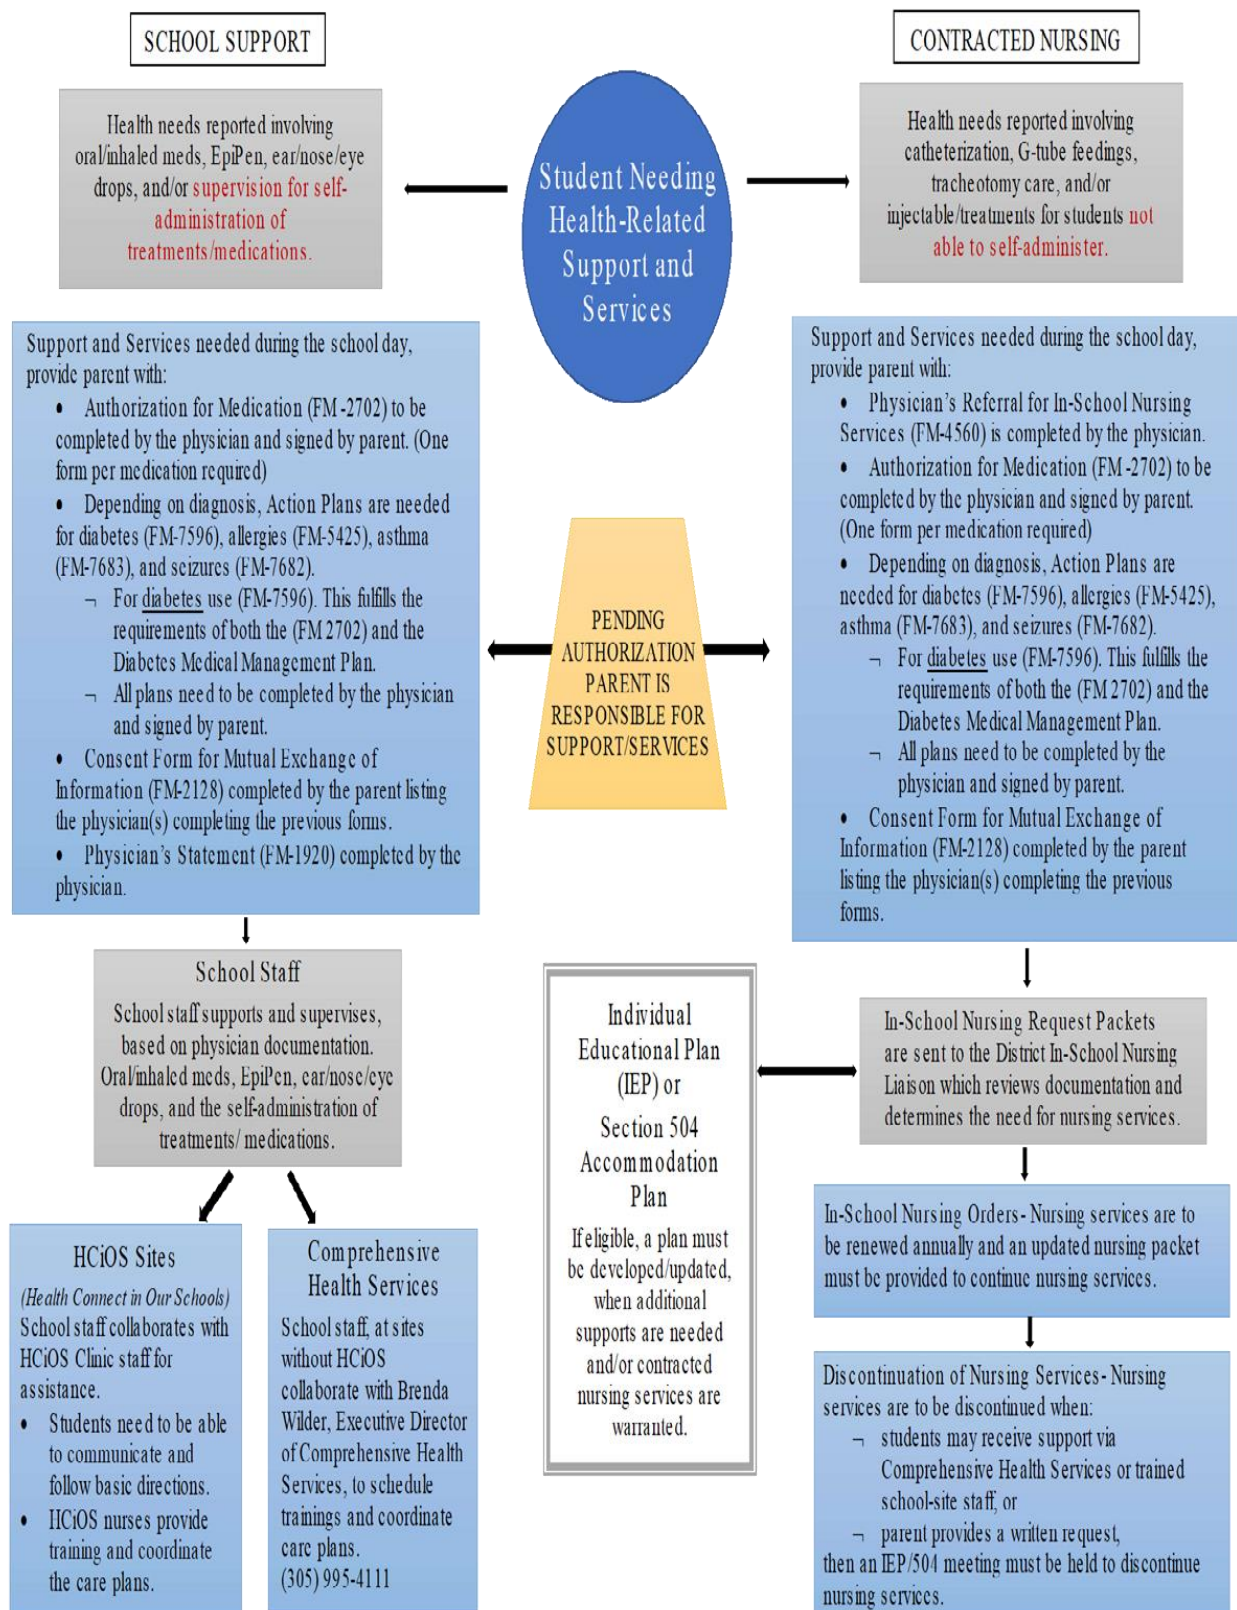 SCHOOL SUPPORT
Health needs reported involving
oral/inhaled meds, EpiPen, ear/nose/eye
drops, and/or supervision for self-
administration of
treatments/medications.
Student Needing
Health-Related
Support and
Services
CONTRACTED NURSING
Health needs reported involving
catheterization, G-tube feedings,
tracheotomy care, and/or
injectable/treatments for students not
able to self-administer.
Support and Services needed during the school day,
provide parent with:
• Authorization for Medication (FM -2702) to be
completed by the physician and signed by parent. (One
form per medication required)
• Depending on diagnosis, Action Plans are needed
for diabetes (FM-7596), allergies (FM-5425), asthma
(FM-7683), and seizures (FM-7682).
¬ For diabetes use (FM-7596). This fulfills the
requirements of both the (FM 2702) and the
Diabetes Medical Management Plan.
¬ All plans need to be completed by the physician
and signed by parent.
• Consent Form for Mutual Exchange of
Information (FM-2128) completed by the parent listing
the physician(s) completing the previous forms.
• Physician's Statement (FM-1920) completed by the
physician.
PENDING
AUTHORIZATION
PARENT IS
RESPONSIBLE FOR
SUPPORT/SERVICES
Support and Services needed during the school day,
provide parent with:
• Physician's Referral for In-School Nursing
Services (FM-4560) is completed by the physician.
• Authorization for Medication (FM -2702) to be
completed by the physician and signed by parent.
(One form per medication required)
• Depending on diagnosis, Action Plans are
needed for diabetes (FM-7596), allergies (FM-5425),
asthma (FM-7683), and seizures (FM-7682).
¬ For diabetes use (FM-7596). This fulfills the
requirements of both the (FM 2702) and the
Diabetes Medical Management Plan.
¬ All plans need to be completed by the
physician and signed by parent.
• Consent Form for Mutual Exchange of
Information (FM-2128) completed by the parent
listing the physician(s) completing the previous
forms.
School Staff
School staff supports and supervises,
based on physician documentation.
Oral/inhaled meds, EpiPen, ear/nose/eye
drops, and the self-administration of
treatments/ medications.
HCiOS Sites
(Health Connect in Our Schools)
School staff collaborates with
HCiOS Clinic staff for
assistance.
• Students need to be able
to communicate and
follow basic directions.
• HCiOS nurses provide
training and coordinate
the care plans.
Comprehensive
Health Services
School staff, at sites
without HCiOS
collaborate with Brenda
Wilder, Executive Director
of Comprehensive Health
Services, to schedule
trainings and coordinate
care plans.
(305) 995-4111
Individual
Educational Plan
(IEP) or
Section 504
Accommodation
Plan
If eligible, a plan must
be developed/updated,
when additional
supports are needed
and/or contracted
nursing services are
warranted.
In-School Nursing Request Packets
are sent to the District In-School Nursing
Liaison which reviews documentation and
determines the need for nursing services.
In-School Nursing Orders- Nursing services are to
be renewed annually and an updated nursing packet
must be provided to continue nursing services.
Discontinuation of Nursing Services- Nursing
services are to be discontinued when:
¬ students may receive support via
Comprehensive Health Services or trained
school-site staff, or
¬ parent provides a written request,
then an IEP/504 meeting must be held to discontinue
nursing services.